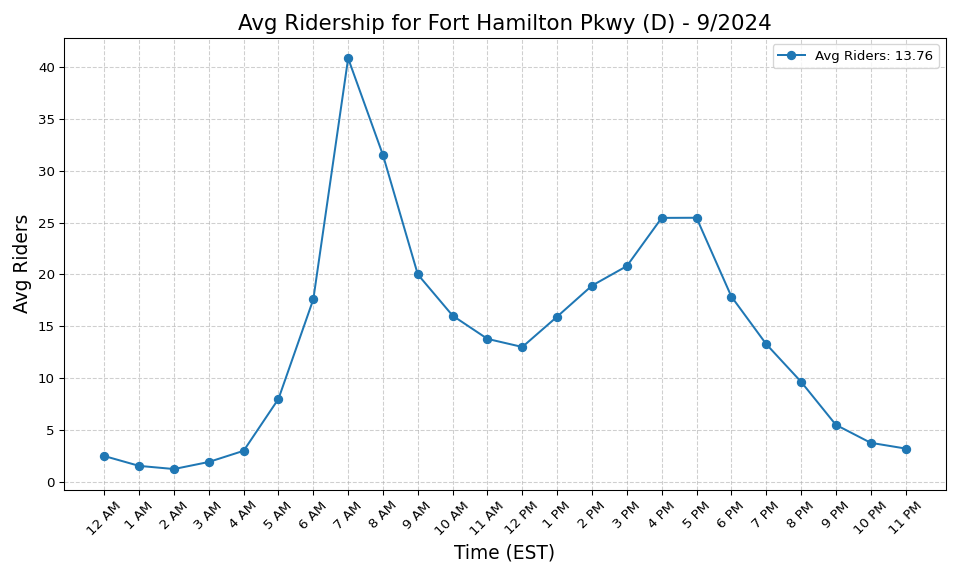 Avg Ridership for Fort Hamilton Pkwy (D) - 9/2024
Avg Riders: 13.76
Avg Riders
40
35
30
25
20
15
10
5
0
12 AM 1 AM 2 AM 3 AM 4 AM 5 AM 6 AM 7 AM 8 AM 9 AM 10 AM 11 AM 12 PM 1 PM 2 PM 3 PM 4 PM 5 PM 6 PM 7 PM 8 PM 9 PM 10 PM 11 PM
Time (EST)